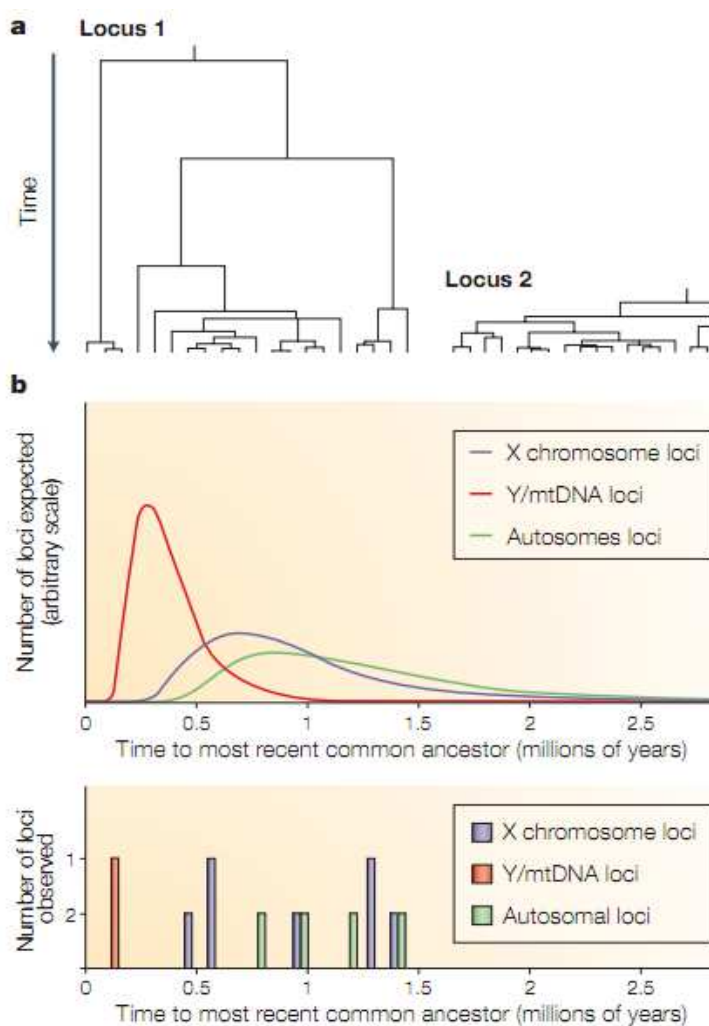 a
Locus 1
Time
Locus 2
b
Number of loci expected
(arbitrary scale)
X chromosome loci
Y/mtDNA loci
Autosomes loci
0 0.5 1 1.5 2 2.5
Time to most recent common ancestor (millions of years)
Number of loci
observed
1
2
X chromosome loci
Y/mtDNA loci
Autosomal loci
0 0.5 1 1.5 2 2.5
Time to most recent common ancestor (millions of years)